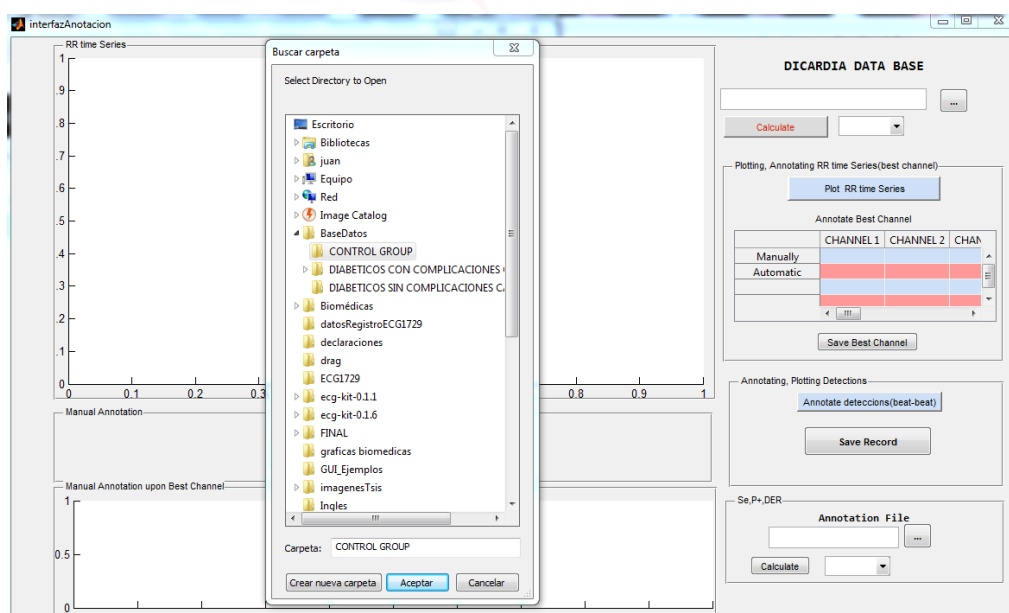 interfazAnotacion
RR time Series
1
.9
.8
.7
.6
.5
.4
.3
.2
.1
0
0 0.1 0.2 0.3 0.8 0.9 1
Manual Annotation
Manual Annotation upon Best Channel
1
0.5
0
Buscar carpeta
Select Directory to Open
Escritorio
Bibliotecas
juan
Equipo
Red
Image Catalog
BaseDatos
CONTROL GROUP
DIABETICOS CON COMPLICACIONES
DIABETICOS SIN COMPLICACIONES C
Biomédicas
datosRegistroECG1729
declaraciones
drag
ECG1729
ecg-kit-0.1.1
ecg-kit-0.1.6
FINAL
graficas biomedicas
GUI_Ejemplos
imagenesTsis
Ingles
Carpeta: CONTROL GROUP
Crear nueva carpeta Aceptar Cancelar
DICARDIA DATA BASE
...
Calculate
Plotting, Annotating RR time Series(best channel)
Plot RR time Series
Annotate Best Channel
CHANNEL 1 CHANNEL 2 CHAN
Manually
Automatic
Save Best Channel
Annotating, Plotting Detections
Annotate deteccions(beat-beat)
Save Record
Se,P+,DER
Annotation File
...
Calculate